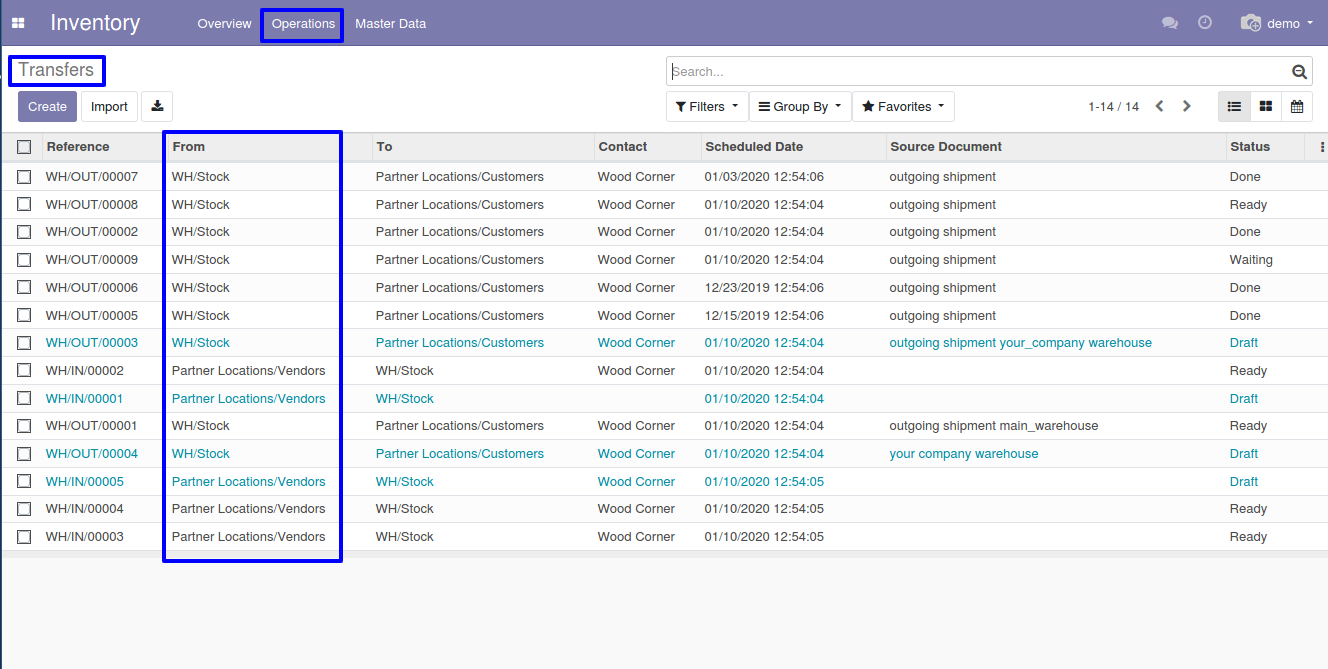 Inventory Overview Operations Master Data demo
Transfers Search...
Create Import Filters Group By Favorites 1-14 / 14
Reference From To Contact Scheduled Date Source Document Status
WH/OUT/00007 WH/Stock Partner Locations/Customers Wood Corner 01/03/2020 12:54:06 outgoing shipment Done
WH/OUT/00008 WH/Stock Partner Locations/Customers Wood Corner 01/10/2020 12:54:04 outgoing shipment Ready
WH/OUT/00002 WH/Stock Partner Locations/Customers Wood Corner 01/10/2020 12:54:04 outgoing shipment Done
WH/OUT/00009 WH/Stock Partner Locations/Customers Wood Corner 01/10/2020 12:54:04 outgoing shipment Waiting
WH/OUT/00006 WH/Stock Partner Locations/Customers Wood Corner 12/23/2019 12:54:06 outgoing shipment Done
WH/OUT/00005 WH/Stock Partner Locations/Customers Wood Corner 12/15/2019 12:54:06 outgoing shipment Done
WH/OUT/00003 WH/Stock Partner Locations/Customers Wood Corner 01/10/2020 12:54:04 outgoing shipment your_company warehouse Draft
WH/IN/00002 Partner Locations/Vendors WH/Stock Wood Corner 01/10/2020 12:54:04 Ready
WH/IN/00001 Partner Locations/Vendors WH/Stock 01/10/2020 12:54:04 Draft
WH/OUT/00001 WH/Stock Partner Locations/Customers Wood Corner 01/10/2020 12:54:04 outgoing shipment main_warehouse Ready
WH/OUT/00004 WH/Stock Partner Locations/Customers Wood Corner 01/10/2020 12:54:04 your company warehouse Draft
WH/IN/00005 Partner Locations/Vendors WH/Stock Wood Corner 01/10/2020 12:54:05 Draft
WH/IN/00004 Partner Locations/Vendors WH/Stock Wood Corner 01/10/2020 12:54:05 Ready
WH/IN/00003 Partner Locations/Vendors WH/Stock Wood Corner 01/10/2020 12:54:05 Ready